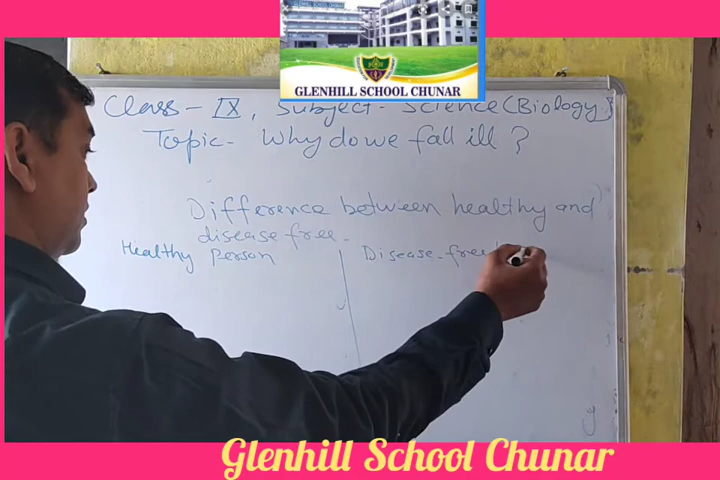 GLENHILL SCHOOL CHUNAR
Class - IX, Subject - Science (Biology)
Topic - Why do we fall ill ?
Difference between healthy and
disease free -
Healthy Person
Disease-free
Glenhill School Chunar